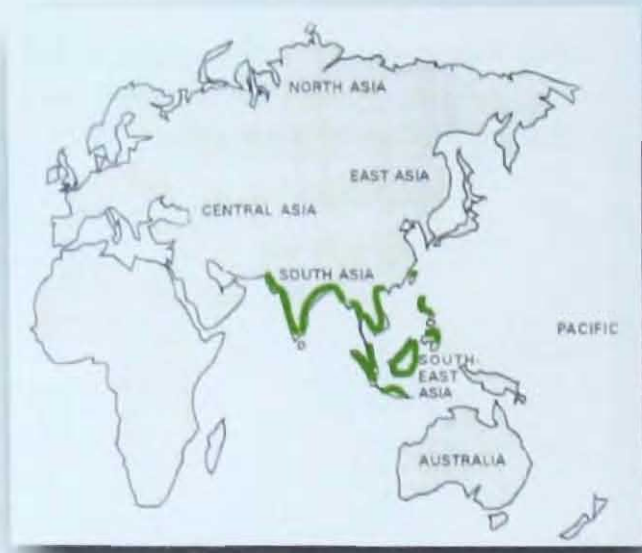 NORTH ASIA
EAST ASIA
CENTRAL ASIA
SOUTH ASIA
PACIFIC
SOUTH-
EAST
ASIA
AUSTRALIA